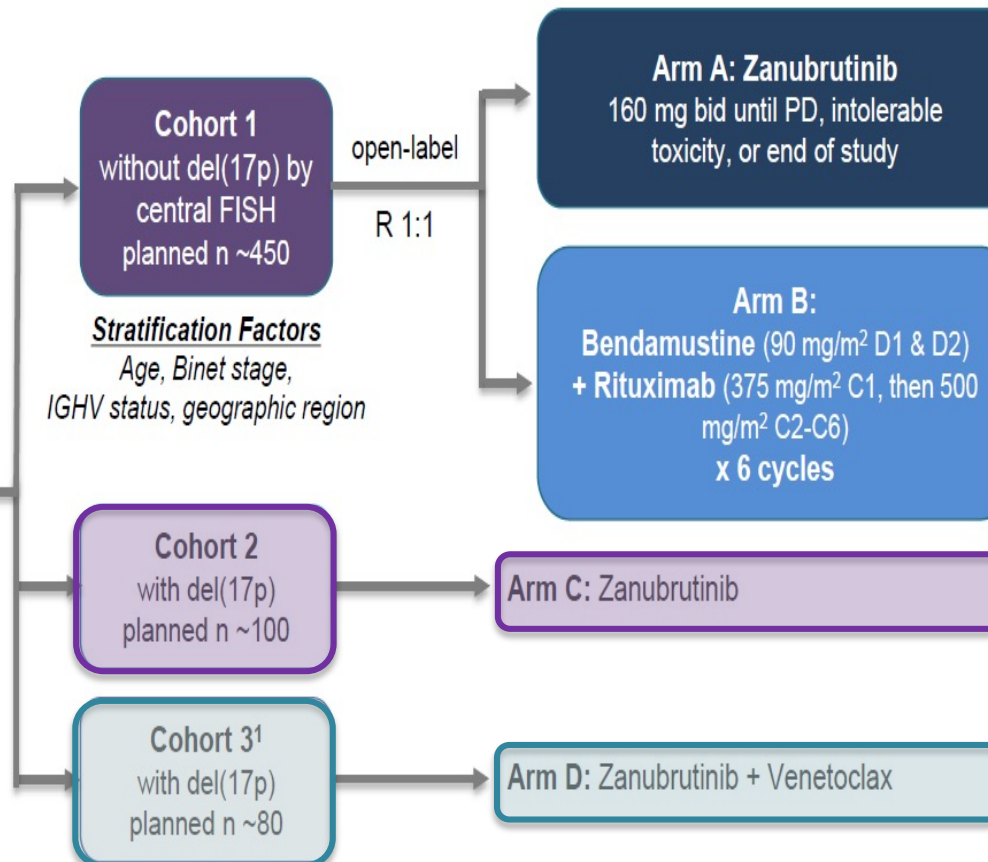 Cohort 1
without del(17p) by
central FISH
planned n ~450
Stratification Factors
Age, Binet stage,
IGHV status, geographic region
open-label
R 1:1
Arm A: Zanubrutinib
160 mg bid until PD, intolerable
toxicity, or end of study
Arm B:
Bendamustine (90 mg/m² D1 & D2)
+ Rituximab (375 mg/m² C1, then 500
mg/m² C2-C6)
x 6 cycles
Cohort 2
with del(17p)
planned n ~100
Arm C: Zanubrutinib
Cohort 3¹
with del(17p)
planned n ~80
Arm D: Zanubrutinib + Venetoclax